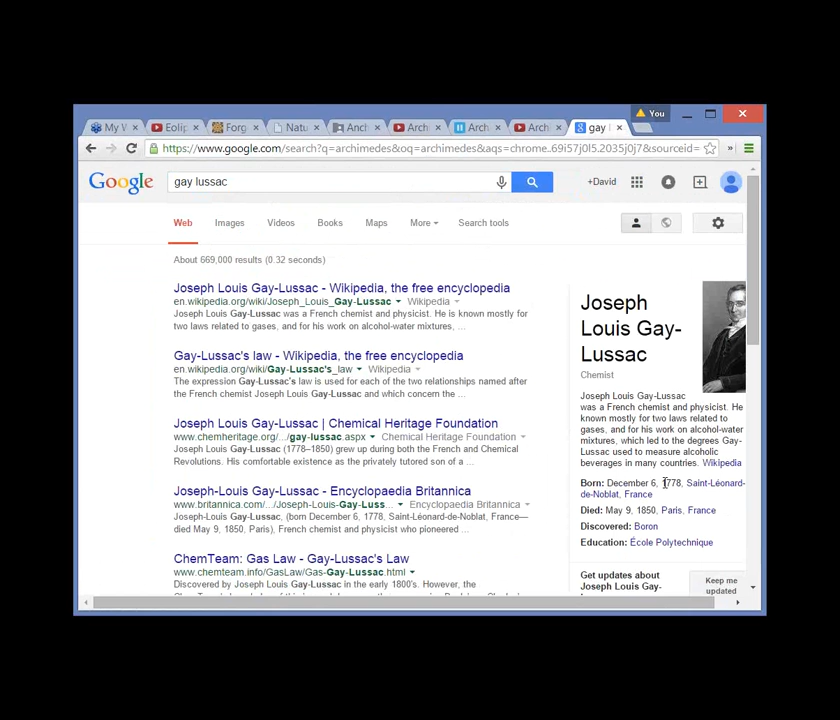 You
My W
Eolip
Forg
Natu
Anch
Archi
Archi
Archi
gay l
https://www.google.com/search?q=archimedes&oq=archimedes&aqs=chrome..69i57j0l5.2035j0j7&sourceid=
Google
gay lussac
+David
Web Images Videos Books Maps More Search tools
About 669,000 results (0.32 seconds)
Joseph Louis Gay-Lussac - Wikipedia, the free encyclopedia
en.wikipedia.org/wiki/Joseph_Louis_Gay-Lussac Wikipedia
Joseph Louis Gay-Lussac was a French chemist and physicist. He is known mostly for
two laws related to gases, and for his work on alcohol-water mixtures, ...
Gay-Lussac's law - Wikipedia, the free encyclopedia
en.wikipedia.org/wiki/Gay-Lussac's_law Wikipedia
The expression Gay-Lussac's law is used for each of the two relationships named after
the French chemist Joseph Louis Gay-Lussac and which concern the ...
Joseph Louis Gay-Lussac | Chemical Heritage Foundation
www.chemheritage.org/.../gay-lussac.aspx Chemical Heritage Foundation
Joseph Louis Gay-Lussac (1778–1850) grew up during both the French and Chemical
Revolutions. His comfortable existence as the privately tutored son of a ...
Joseph-Louis Gay-Lussac - Encyclopaedia Britannica
www.britannica.com/.../Joseph-Louis-Gay-Luss... Encyclopaedia Britannica
Joseph-Louis Gay-Lussac, (born December 6, 1778, Saint-Léonard-de-Noblat, France—
died May 9, 1850, Paris), French chemist and physicist who pioneered ...
ChemTeam: Gas Law - Gay-Lussac's Law
www.chemteam.info/GasLaw/Gas-Gay-Lussac.html
Discovered by Joseph Louis Gay-Lussac in the early 1800's. However, the
Joseph
Louis Gay-
Lussac
Chemist
Joseph Louis Gay-Lussac
was a French chemist and physicist. He
known mostly for two laws related to
gases, and for his work on alcohol-water
mixtures, which led to the degrees Gay-
Lussac used to measure alcoholic
beverages in many countries. Wikipedia
Born: December 6, 1778, Saint-Léonard-
de-Noblat, France
Died: May 9, 1850, Paris, France
Discovered: Boron
Education: École Polytechnique
Get updates about
Joseph Louis Gay-
Keep me
updated